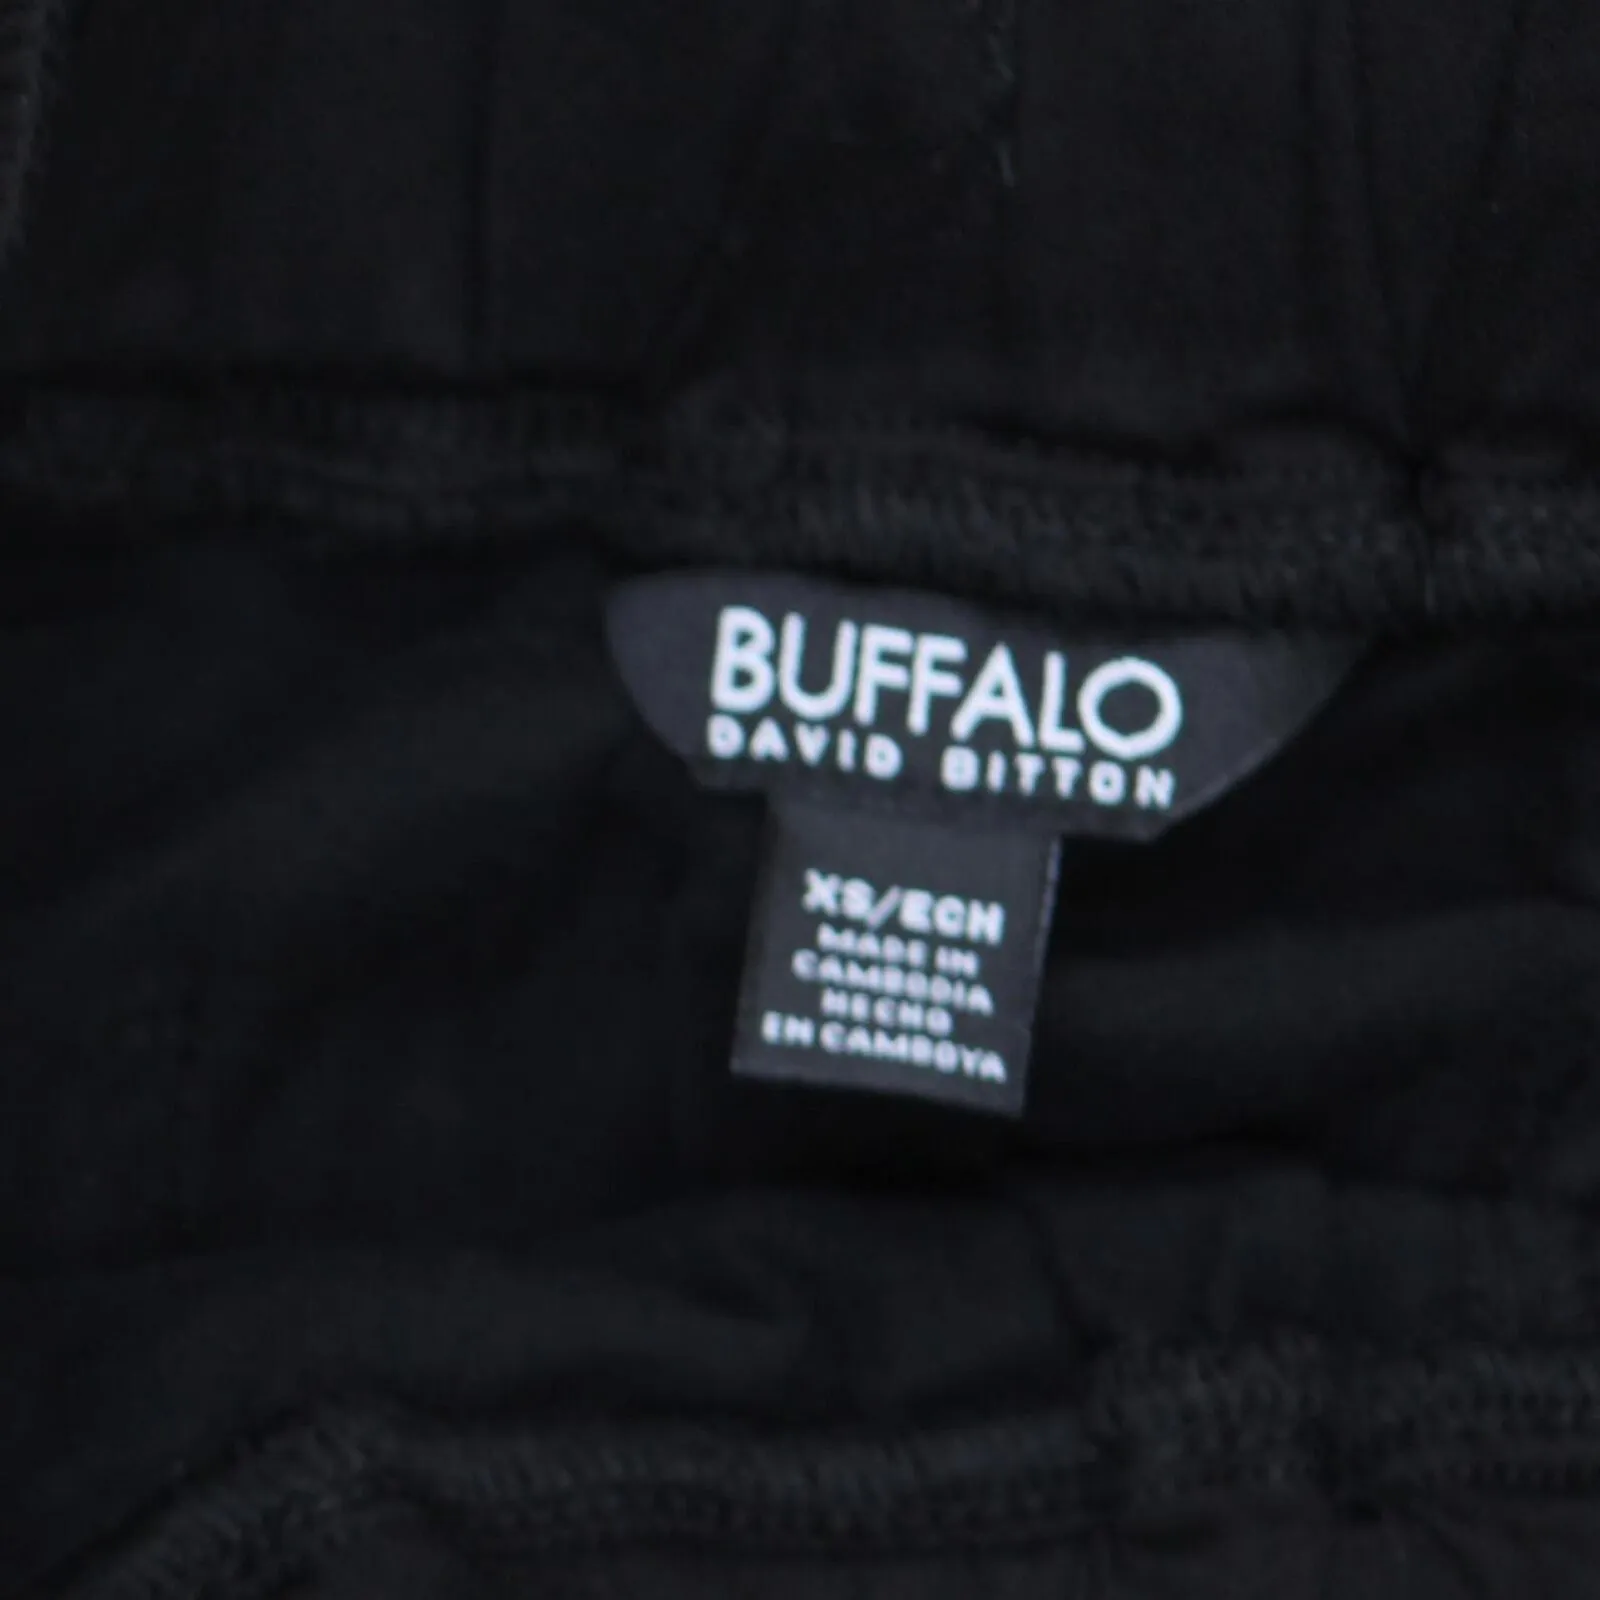 BUFFALO
DAVID BITTON
XS/ECH
MADE IN
CAMBODIA
HECHO
EN CAMBOYA